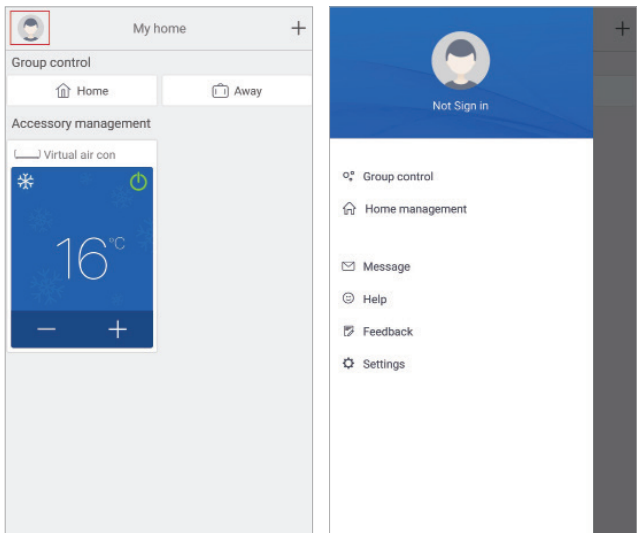 My home
+
Group control
Home
Away
Accessory management
Virtual air con
16°C
− +
Not Sign in
Group control
Home management
Message
Help
Feedback
Settings
+